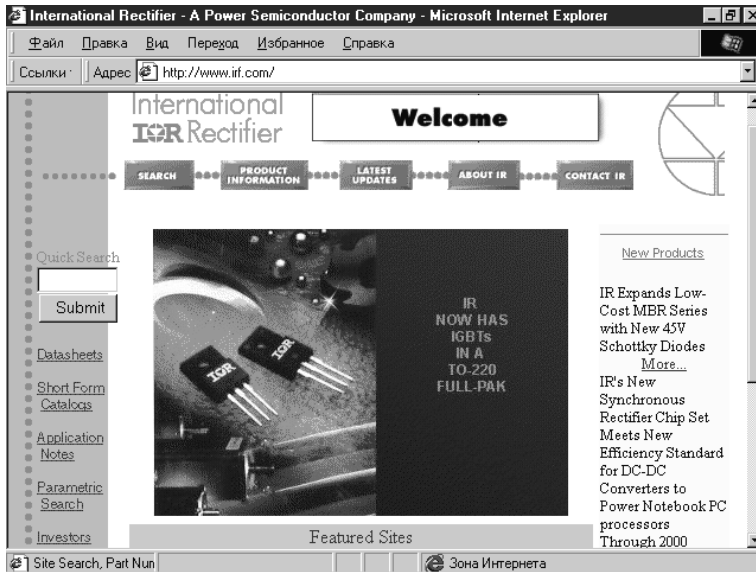 International Rectifier - A Power Semiconductor Company - Microsoft Internet Explorer
Файл Правка Вид Переход Избранное Справка
Ссылки Адрес http://www.irf.com/
International
IOR Rectifier
Welcome
SEARCH
PRODUCT
INFORMATION
LATEST
UPDATES
ABOUT IR
CONTACT IR
Quick Search
Submit
Datasheets
Short Form
Catalogs
Application
Notes
Parametric
Search
Investors
IOR
IOR
IR
NOW HAS
IGBTs
IN A
TO-220
FULL-PAK
Featured Sites
New Products
IR Expands Low-
Cost MBR Series
with New 45V
Schottky Diodes
More...
IR's New
Synchronous
Rectifier Chip Set
Meets New
Efficiency Standard
for DC-DC
Converters to
Power Notebook PC
processors
Through 2000
Site Search, Part Nun
Зона Интернета